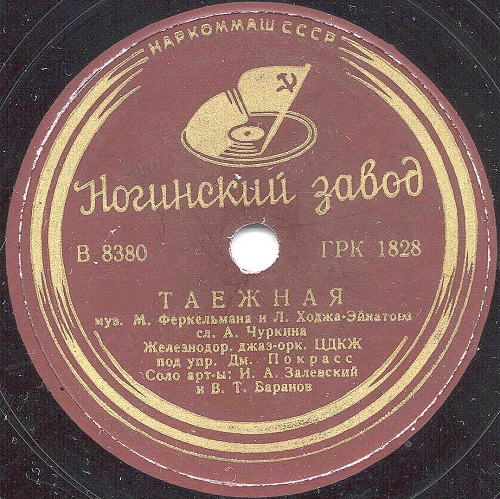 НАРКОММАШ СССР
Ногинский завод
В 8380
ГРК 1828
ТАЕЖНАЯ
муз. М. Феркельмана и Л. Ходжа-Эйнатова
сл. А. Чуркина
Железнодор. джаз-орк. ЦДКЖ
под упр. Дм. Покрасс
Соло арт-ы: И. А. Залевский
и В. Т. Баранов